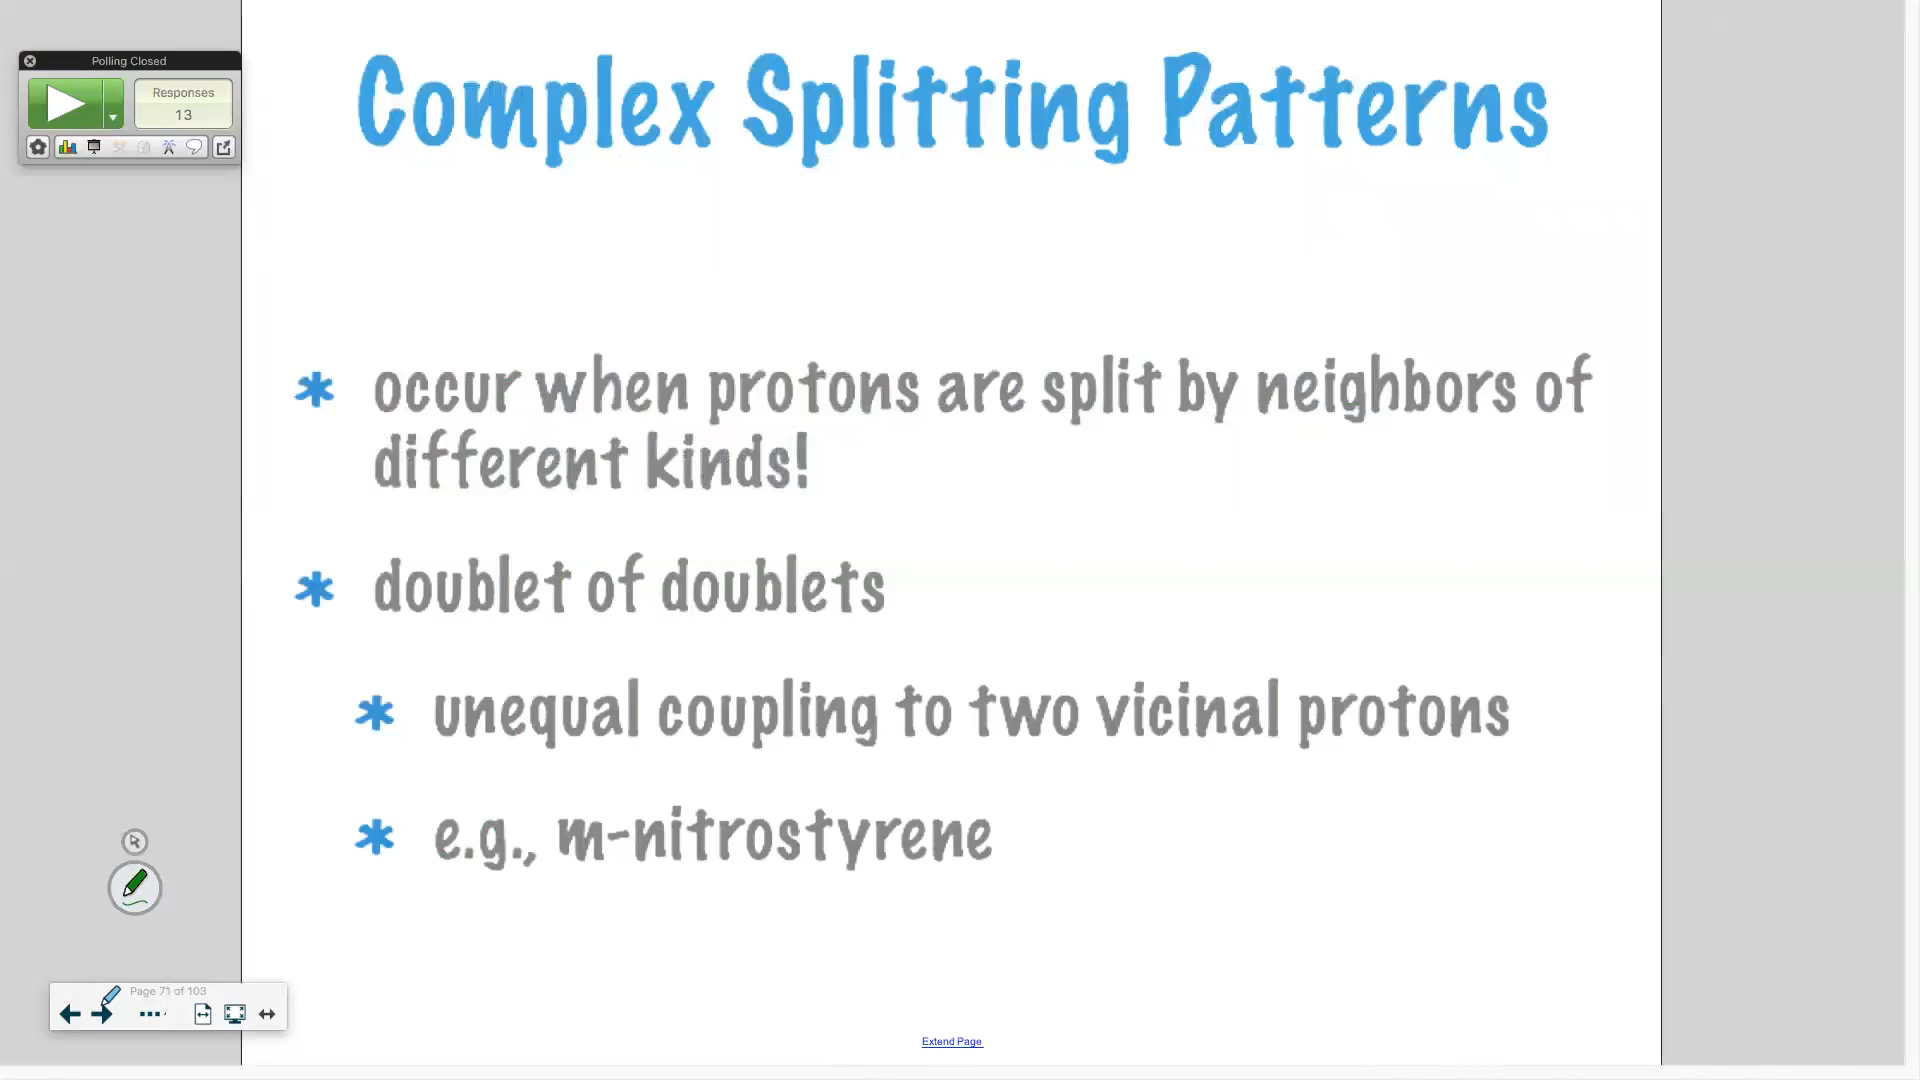 Polling Closed
Responses
13
Complex Splitting Patterns
* occur when protons are split by neighbors of
different kinds!
* doublet of doublets
* unequal coupling to two vicinal protons
* e.g., m-nitrostyrene
Page 71 of 103
Extend Page